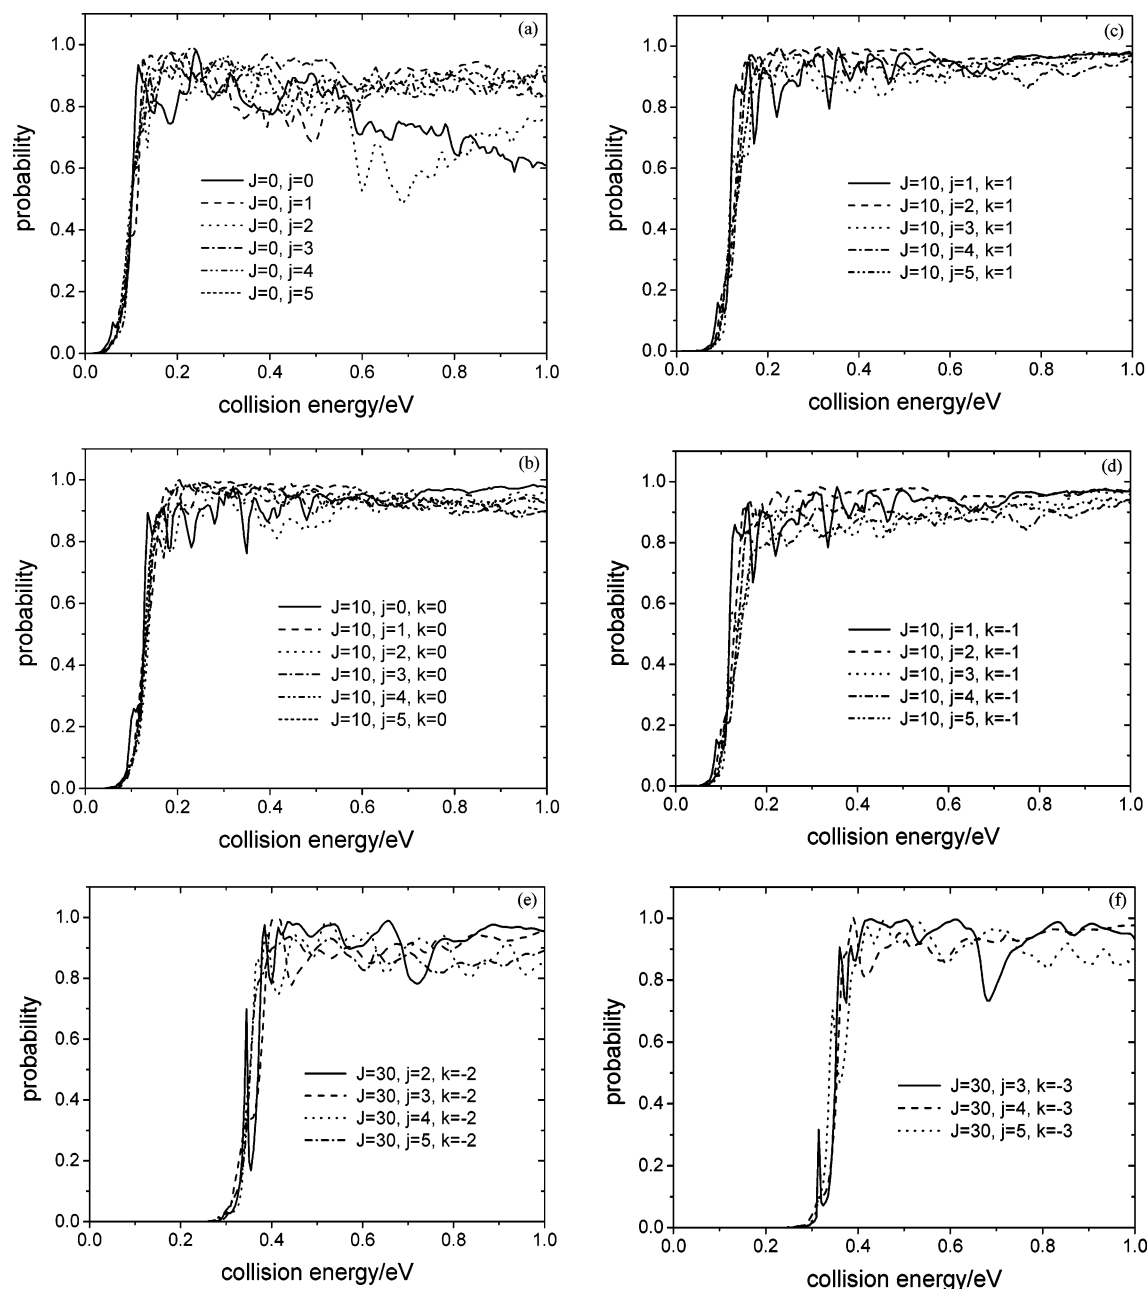 (a)
1.0
0.8
0.6
0.4
0.2
0.0
probability
J=0, j=0
J=0, j=1
J=0, j=2
J=0, j=3
J=0, j=4
J=0, j=5
0.0 0.2 0.4 0.6 0.8 1.0
collision energy/eV
(c)
1.0
0.8
0.6
0.4
0.2
0.0
probability
J=10, j=1, k=1
J=10, j=2, k=1
J=10, j=3, k=1
J=10, j=4, k=1
J=10, j=5, k=1
0.0 0.2 0.4 0.6 0.8 1.0
collision energy/eV
(b)
1.0
0.8
0.6
0.4
0.2
0.0
probability
J=10, j=0, k=0
J=10, j=1, k=0
J=10, j=2, k=0
J=10, j=3, k=0
J=10, j=4, k=0
J=10, j=5, k=0
0.0 0.2 0.4 0.6 0.8 1.0
collision energy/eV
(d)
1.0
0.8
0.6
0.4
0.2
0.0
probability
J=10, j=1, k=-1
J=10, j=2, k=-1
J=10, j=3, k=-1
J=10, j=4, k=-1
J=10, j=5, k=-1
0.0 0.2 0.4 0.6 0.8 1.0
collision energy/eV
(e)
1.0
0.8
0.6
0.4
0.2
0.0
probability
J=30, j=2, k=-2
J=30, j=3, k=-2
J=30, j=4, k=-2
J=30, j=5, k=-2
0.0 0.2 0.4 0.6 0.8 1.0
collision energy/eV
(f)
1.0
0.8
0.6
0.4
0.2
0.0
probability
J=30, j=3, k=-3
J=30, j=4, k=-3
J=30, j=5, k=-3
0.0 0.2 0.4 0.6 0.8 1.0
collision energy/eV